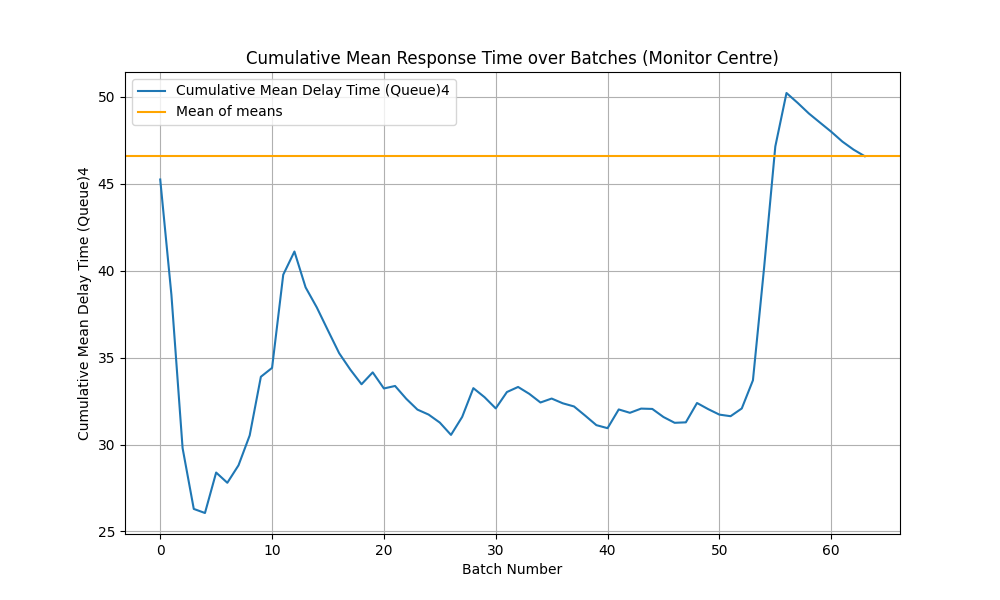 Cumulative Mean Response Time over Batches (Monitor Centre)
Cumulative Mean Delay Time (Queue)4
Mean of means
Cumulative Mean Delay Time (Queue)4
50
45
40
35
30
25
0 10 20 30 40 50 60
Batch Number